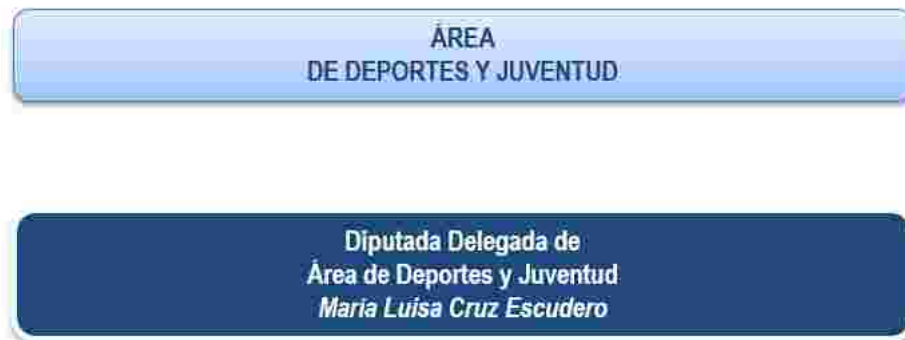 ÁREA
DE DEPORTES Y JUVENTUD
Diputada Delegada de
Área de Deportes y Juventud
María Luisa Cruz Escudero